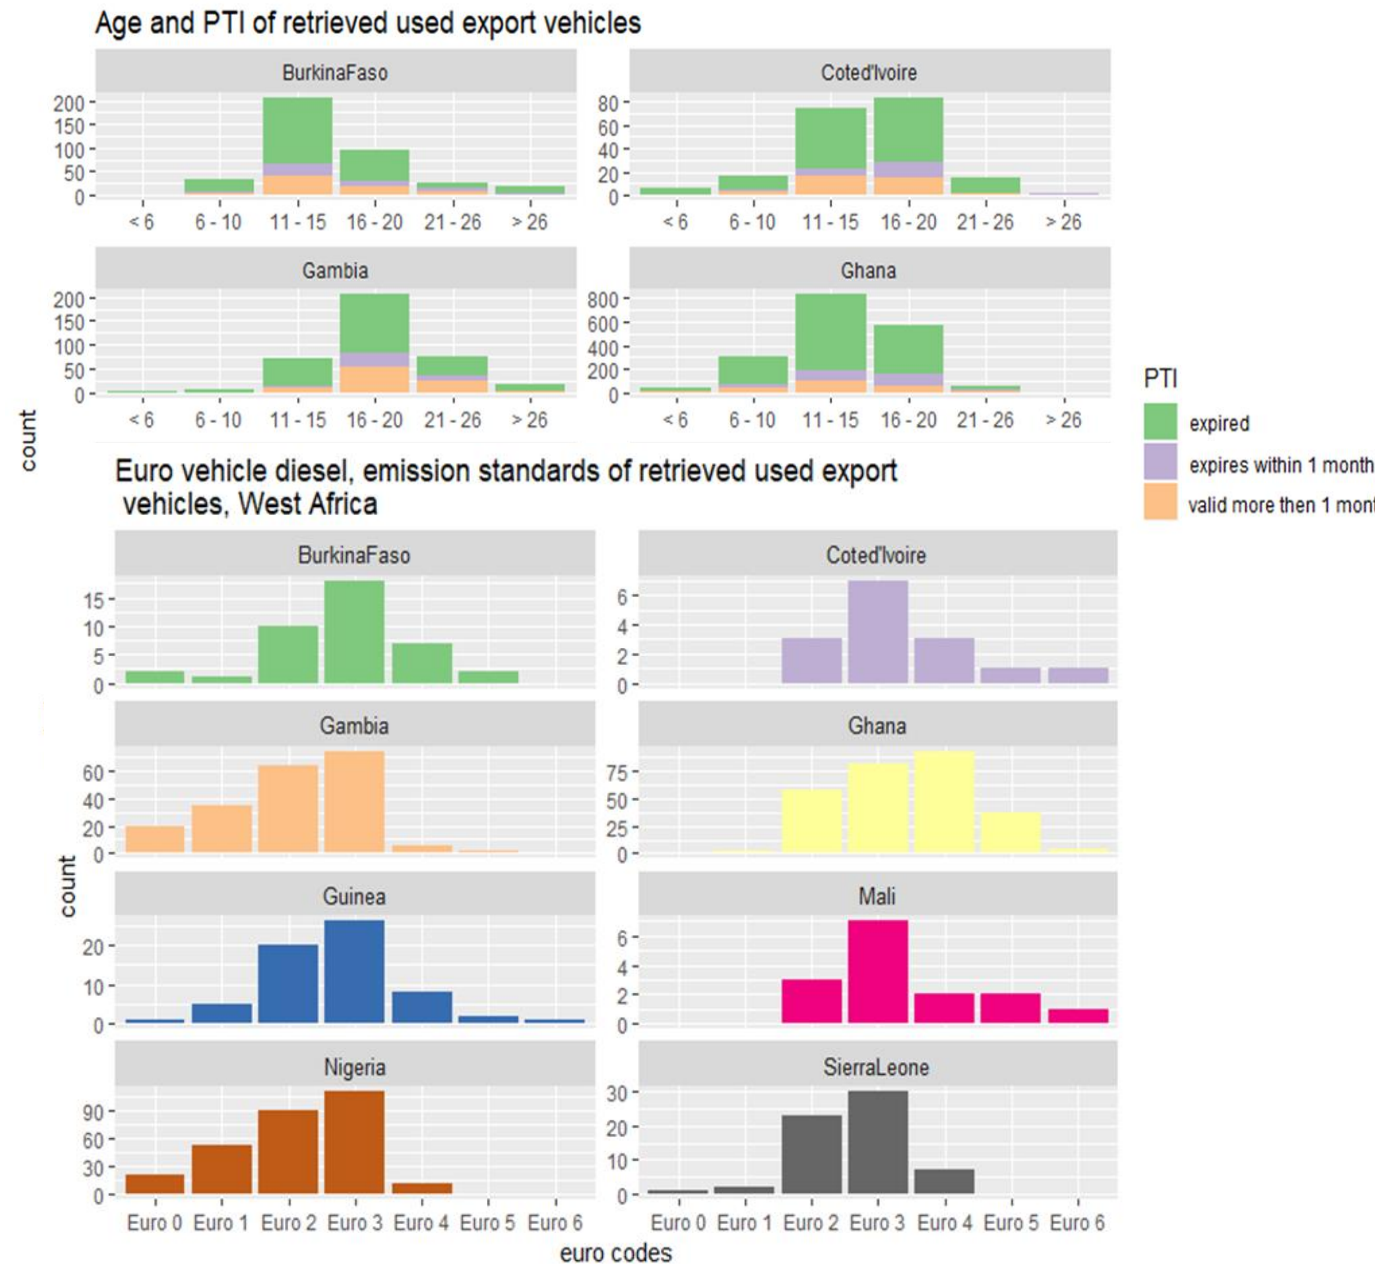 Age and PTI of retrieved used export vehicles
BurkinaFaso
Coted'Ivoire
200
150
100
50
0
80
60
40
20
0
< 6 6 - 10 11 - 15 16 - 20 21 - 26 > 26
< 6 6 - 10 11 - 15 16 - 20 21 - 26 > 26
Gambia
Ghana
200
150
100
50
0
800
600
400
200
0
< 6 6 - 10 11 - 15 16 - 20 21 - 26 > 26
< 6 6 - 10 11 - 15 16 - 20 21 - 26 > 26
count
PTI
expired
expires within 1 month
valid more then 1 mont
Euro vehicle diesel, emission standards of retrieved used export
vehicles, West Africa
BurkinaFaso
Coted'Ivoire
15
10
5
0
6
4
2
0
Gambia
Ghana
60
40
20
0
75
50
25
0
count
Guinea
Mali
20
10
0
6
4
2
0
Nigeria
SierraLeone
90
60
30
0
30
20
10
0
Euro 0 Euro 1 Euro 2 Euro 3 Euro 4 Euro 5 Euro 6
Euro 0 Euro 1 Euro 2 Euro 3 Euro 4 Euro 5 Euro 6
euro codes